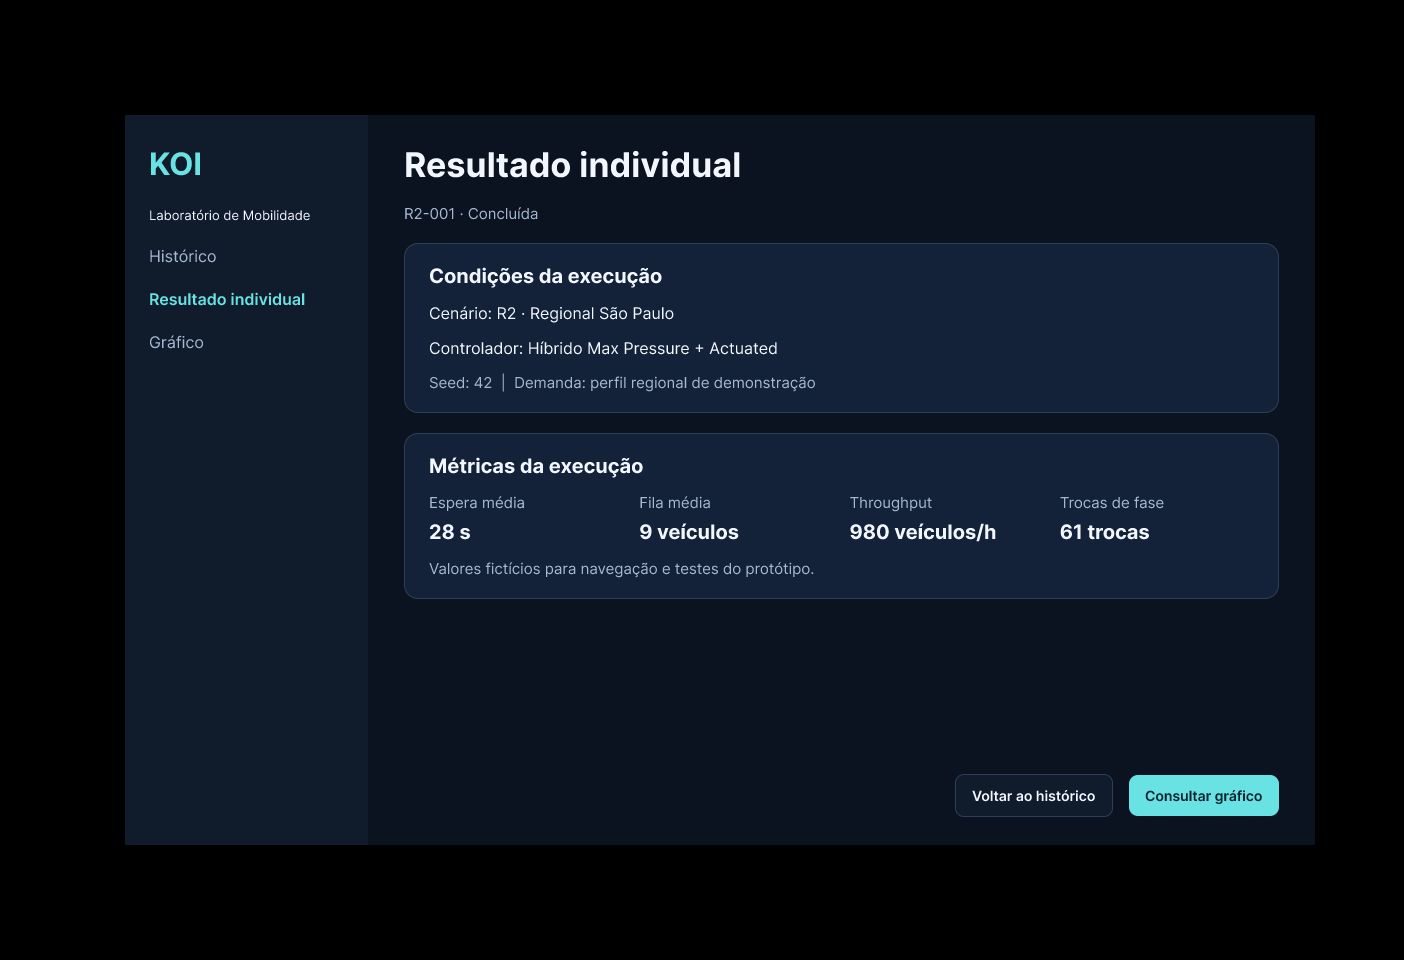 KOI
Laboratório de Mobilidade
Histórico
Resultado individual
Gráfico
Resultado individual
R2-001 · Concluída
Condições da execução
Cenário: R2 · Regional São Paulo
Controlador: Híbrido Max Pressure + Actuated
Seed: 42 | Demanda: perfil regional de demonstração
Métricas da execução
Espera média
28 s
Fila média
9 veículos
Throughput
980 veículos/h
Trocas de fase
61 trocas
Valores fictícios para navegação e testes do protótipo.
Voltar ao histórico
Consultar gráfico